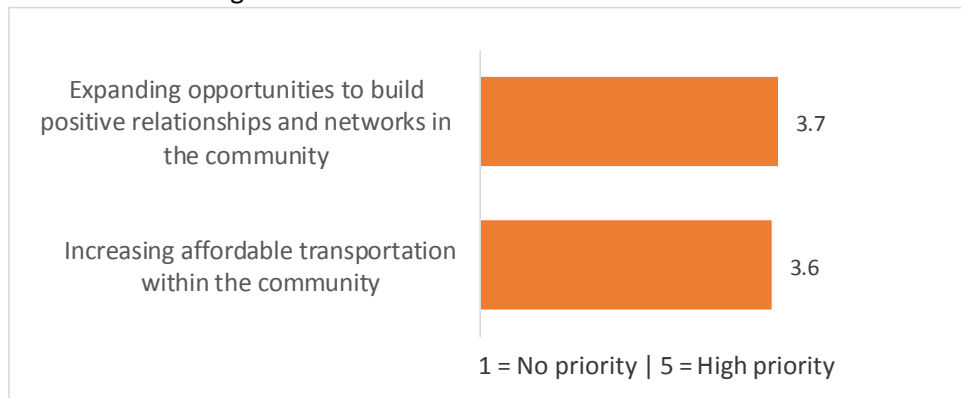 Expanding opportunities to build
positive relationships and networks in
the community
3.7
Increasing affordable transportation
within the community
3.6
1 = No priority | 5 = High priority